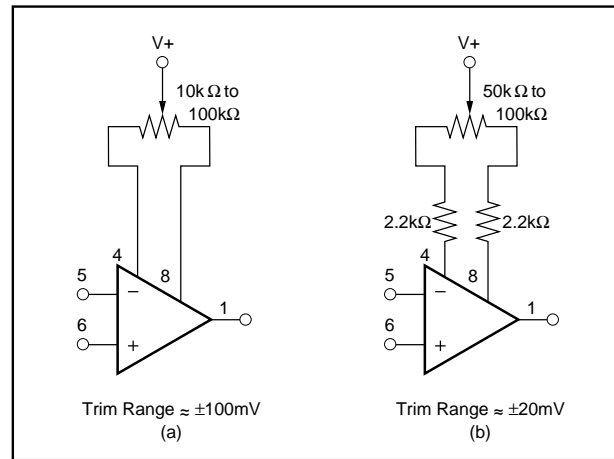 V+
10kΩ to
100kΩ
4
8
5
−
1
6
+
Trim Range ≈ ±100mV
(a)
V+
50kΩ to
100kΩ
2.2kΩ
2.2kΩ
4
8
5
−
1
6
+
Trim Range ≈ ±20mV
(b)